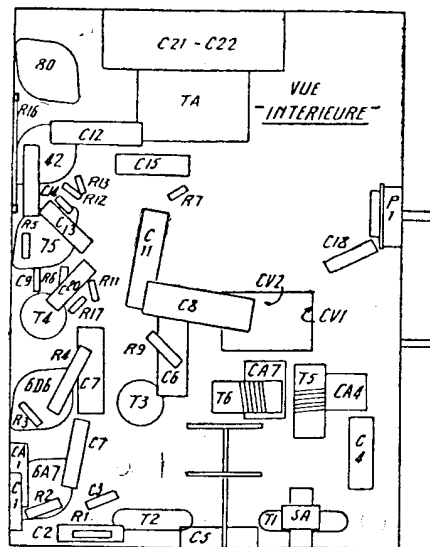 C21-C22
80
TA
VUE
"INTERIEURE"
R16
C12
42
C15
R13
R12
R7
R5
C13
P1
75
C11
C18
C9
R6
C20
R11
CV2
C8
T4
R17
CV1
R9
R4
C7
C6
CA7
T5
6D6
T6
CA4
T3
R3
C7
C4
CA1
6A7
C1
R2
C3
R1
T2
T1
SA
C2
C5